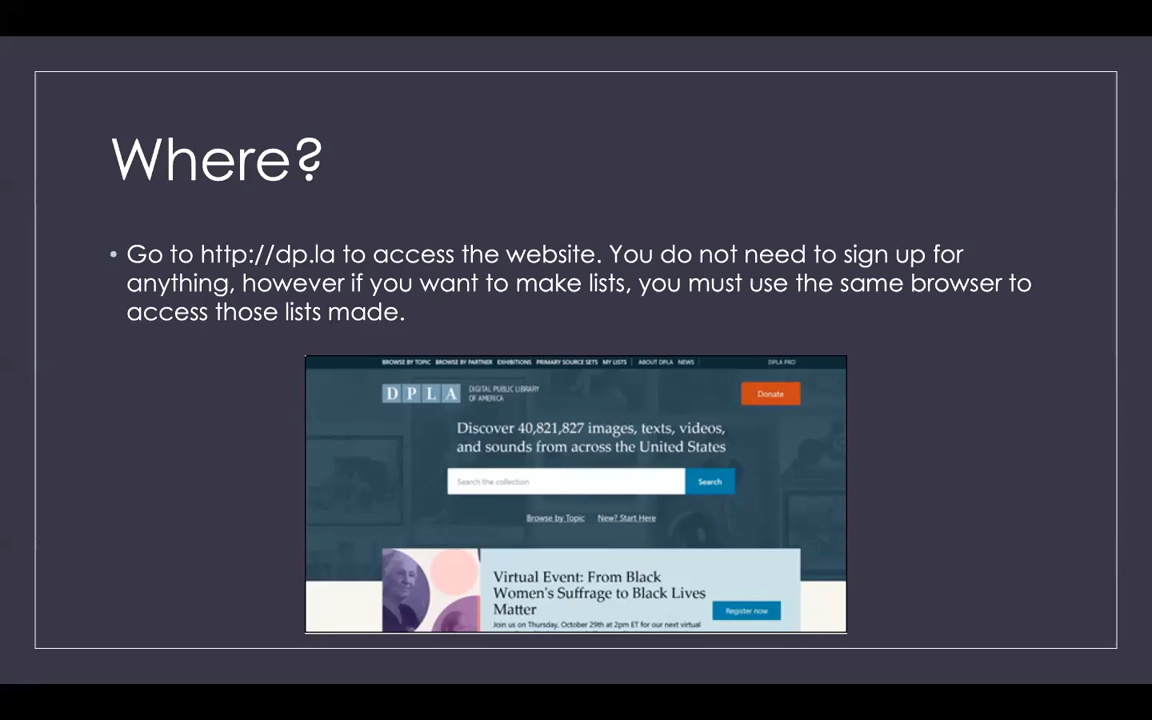 Where?
• Go to http://dp.la to access the website. You do not need to sign up for
anything, however if you want to make lists, you must use the same browser to
access those lists made.
BROWSE BY TOPIC BROWSE BY PARTNER EXHIBITIONS PRIMARY SOURCE SETS MY LISTS | ABOUT DPLA NEWS | DPLA PRO
DPLA DIGITAL PUBLIC LIBRARY
OF AMERICA
Donate
Discover 40,821,827 images, texts, videos,
and sounds from across the United States
Search the collection Search
Browse by Topic New? Start Here
Virtual Event: From Black
Women's Suffrage to Black Lives
Matter
Register now
Join us on Thursday, October 29th at 2pm ET for our next virtual